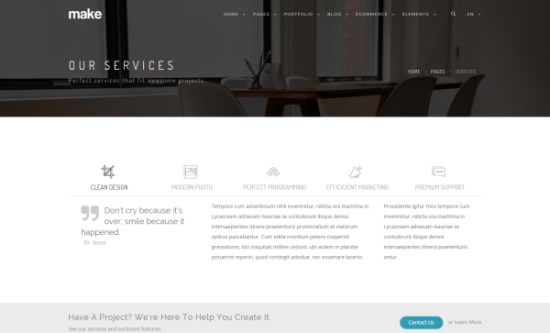 make
HOME PAGES PORTFOLIO BLOG ECOMMERCE ELEMENTS EN
OUR SERVICES
Perfect services that fit awesome projects
HOME PAGES SERVICES
CLEAN DESIGN MODERN PHOTO PERFECT PROGRAMMING EFFICIENT MARKETING PREMIUM SUPPORT
Don't cry because it's
over, smile because it
happened.
- Dr. Seuss
Tempore cum adventicium nihil inveniretur, relicta ora maritima in
Lycaoniam adnexam hauriae se contulerunt ibique densis
intersaepientes itinera praetenturis provincialium et viatorum
opibus pascebantur. Cum edita montium petere coeperint
grassatores, loci iniquitati milites cedunt. ubi autem in planitie
potuerint reperiri, quod contingit adsidue, nec exsertare lacertos.
Procedente igitur mox tempore cum
inveniretur, relicta ora maritima in
Lycaoniam adnexam hauriae se
contulerunt ibique densis
intersaepientes itinera praetenturis
antur.
Have A Project? We're Here To Help You Create It.
See our services and exclusive features
Contact Us or Learn More